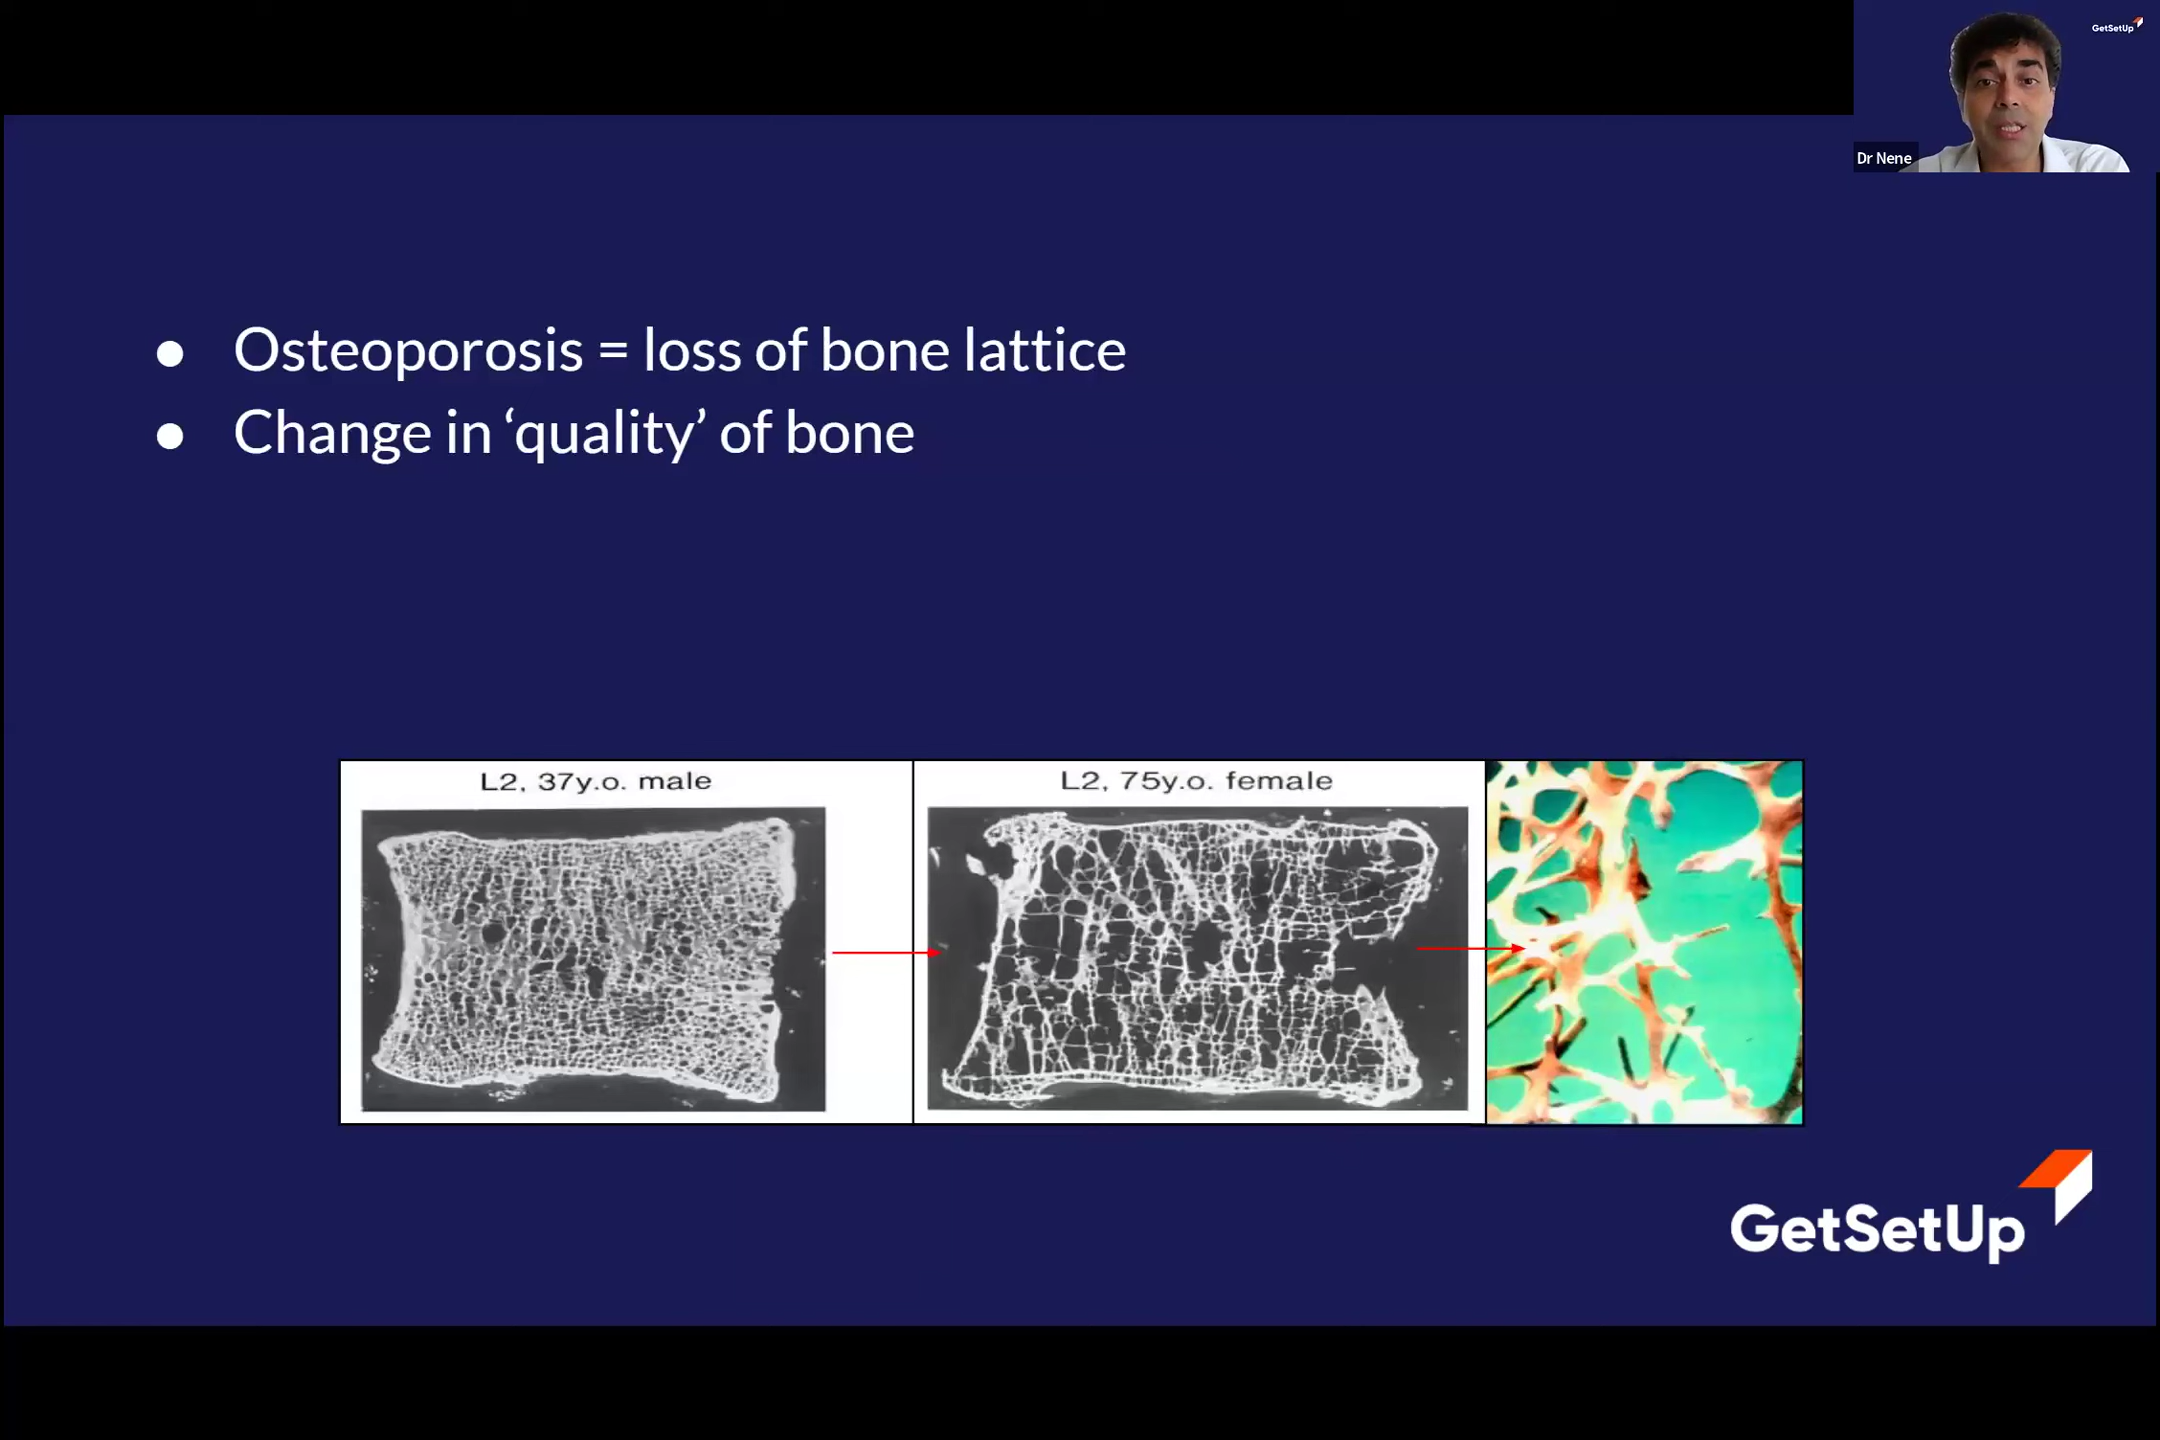 GetSetUp
Dr Nene
● Osteoporosis = loss of bone lattice
● Change in ‘quality’ of bone
L2, 37y.o. male
L2, 75y.o. female
GetSetUp